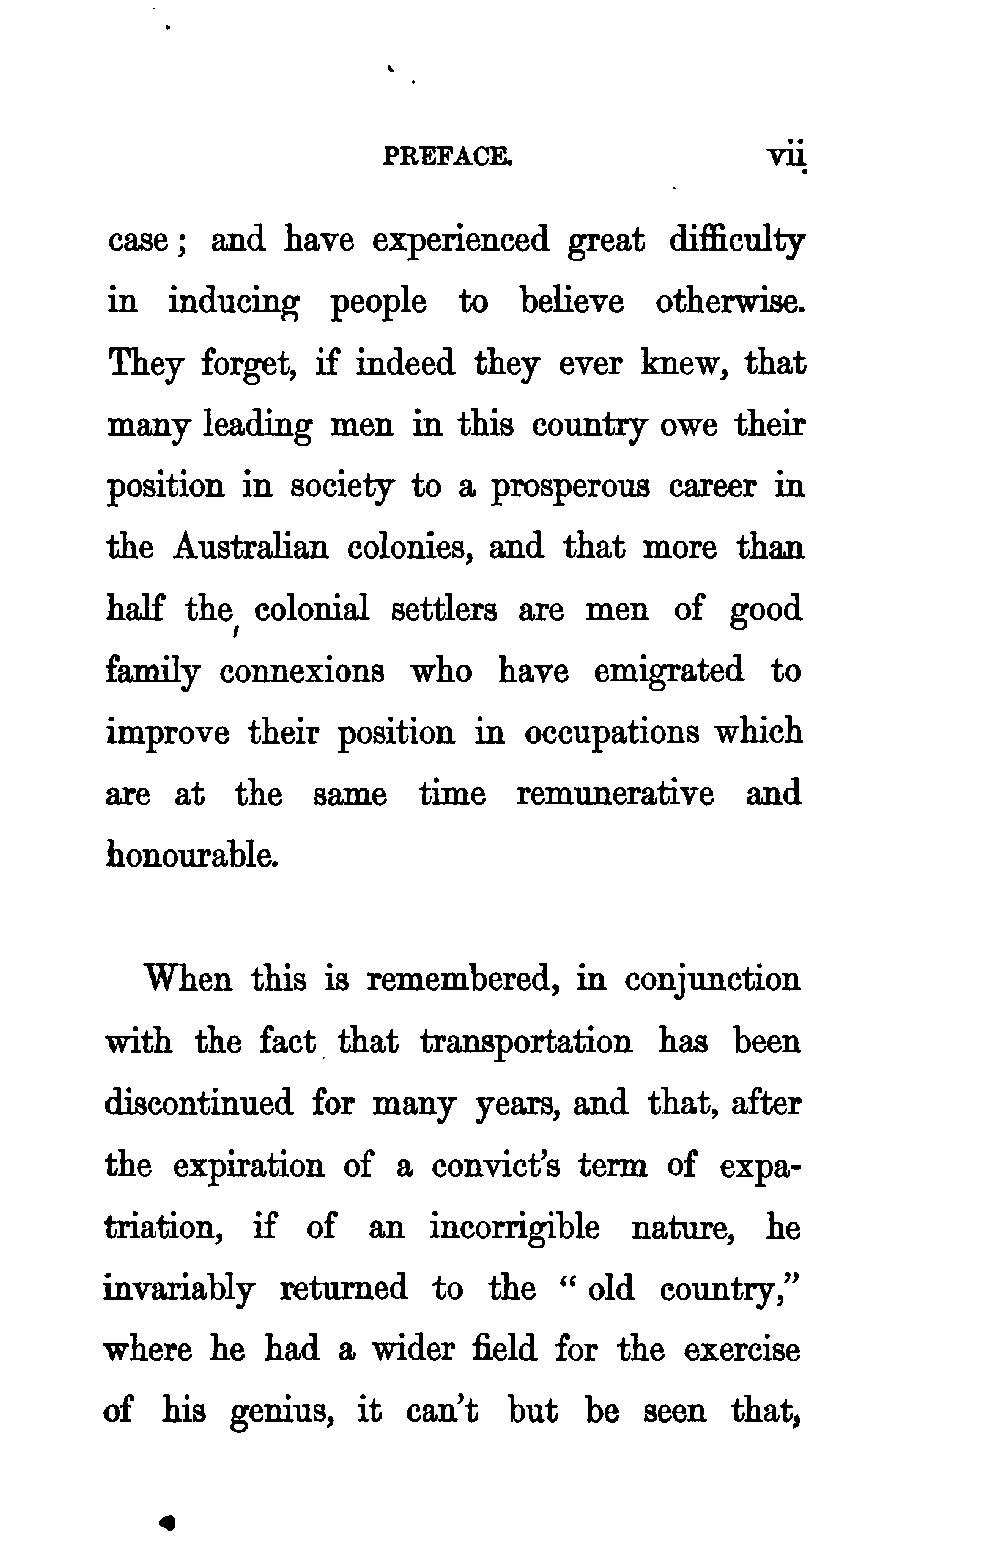 PREFACE. vii
case ; and have experienced great difficulty
in inducing people to believe otherwise.
They forget, if indeed they ever knew, that
many leading men in this country owe their
position in society to a prosperous career in
the Australian colonies, and that more than
half the colonial settlers are men of good
family connexions who have emigrated to
improve their position in occupations which
are at the same time remunerative and
honourable.
When this is remembered, in conjunction
with the fact that transportation has been
discontinued for many years, and that, after
the expiration of a convict's term of expa-
triation, if of an incorrigible nature, he
invariably returned to the “ old country,”
where he had a wider field for the exercise
of his genius, it can't but be seen that,